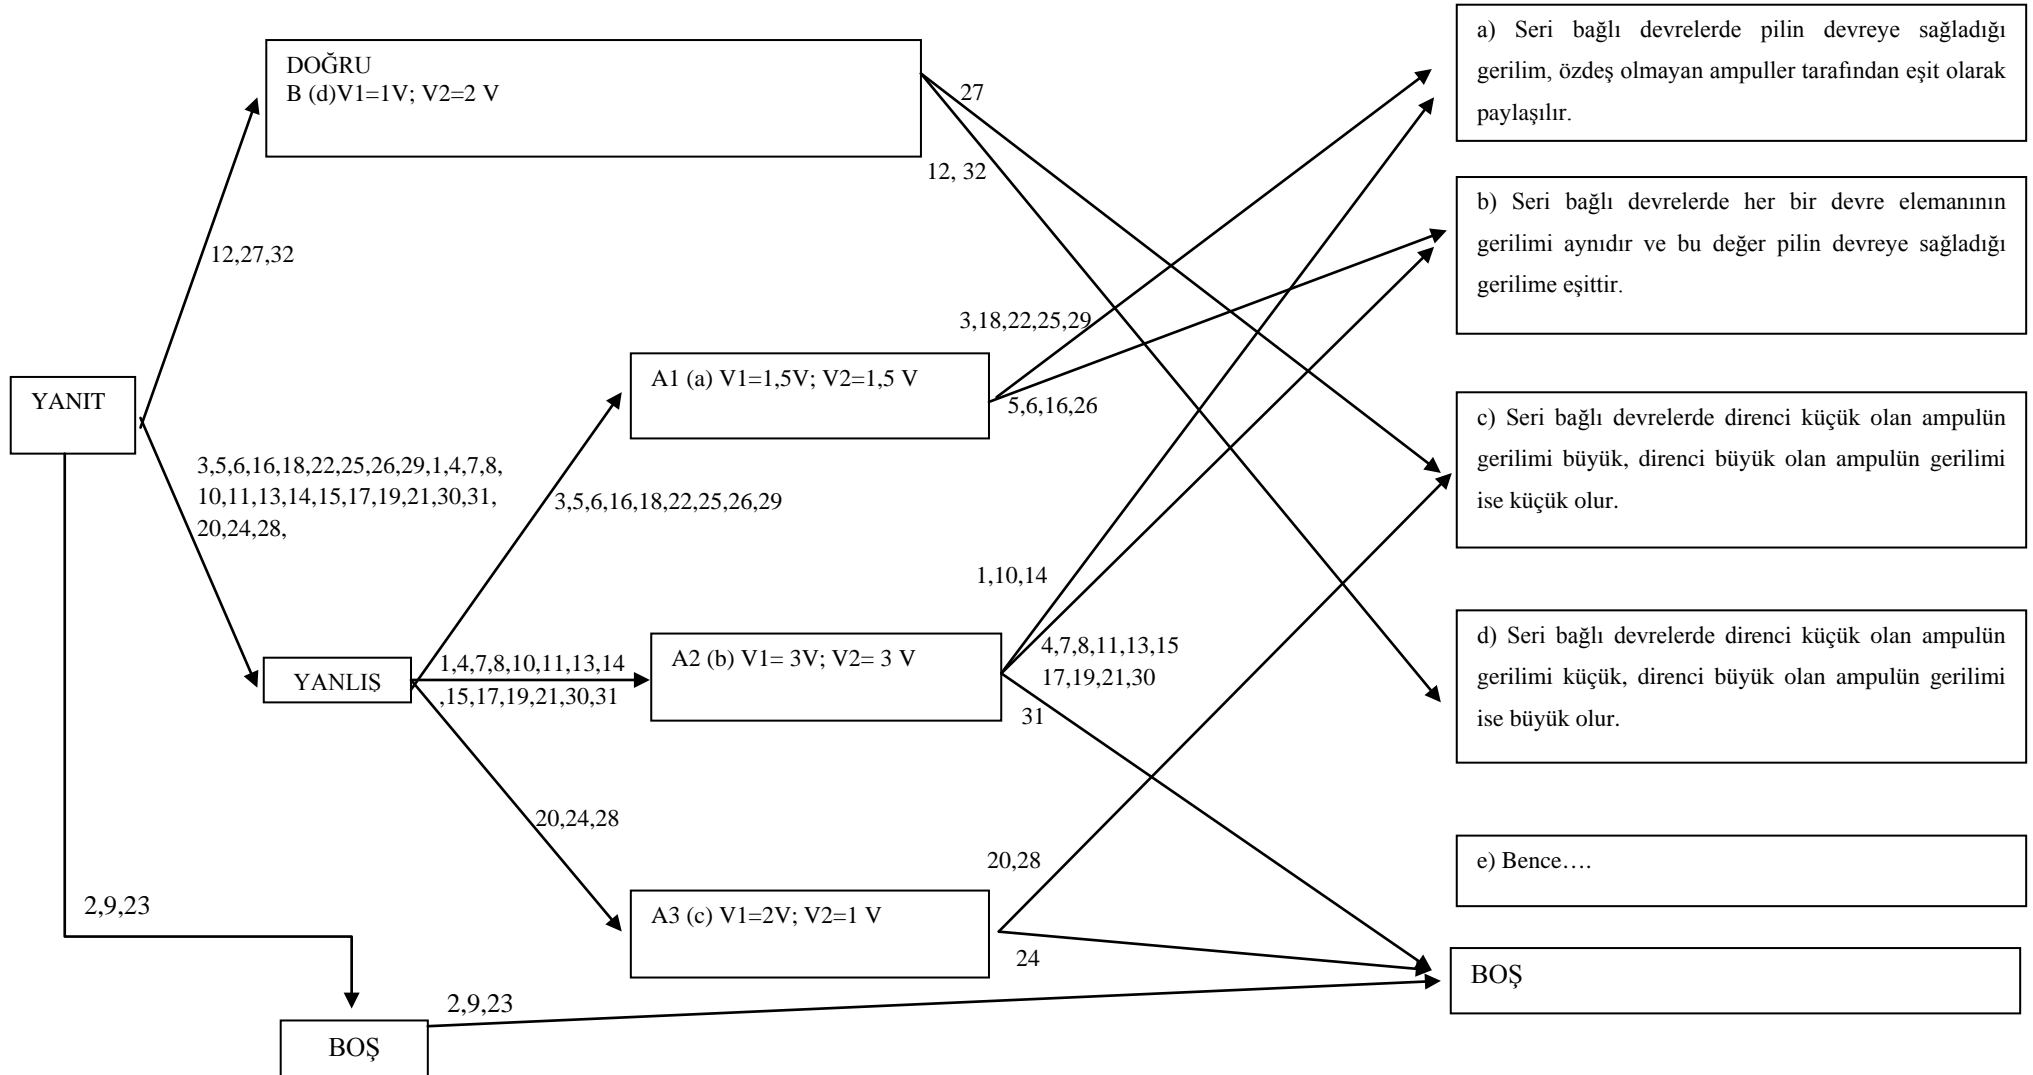 DOĞRU
B (d)V1=1V; V2=2 V
27
12, 32
12,27,32
a) Seri bağlı devrelerde pilin devreye sağladığı
gerilim, özdeş olmayan ampuller tarafından eşit olarak
paylaşılır.
b) Seri bağlı devrelerde her bir devre elemanının
gerilimi aynıdır ve bu değer pilin devreye sağladığı
gerilime eşittir.
3,18,22,25,29
YANIT
A1 (a) V1=1,5V; V2=1,5 V
5,6,16,26
c) Seri bağlı devrelerde direnci küçük olan ampulün
gerilimi büyük, direnci büyük olan ampulün gerilimi
ise küçük olur.
3,5,6,16,18,22,25,26,29,1,4,7,8,
10,11,13,14,15,17,19,21,30,31,
20,24,28,
3,5,6,16,18,22,25,26,29
1,10,14
YANLIŞ
1,4,7,8,10,11,13,14
,15,17,19,21,30,31
A2 (b) V1= 3V; V2= 3 V
4,7,8,11,13,15
17,19,21,30
31
d) Seri bağlı devrelerde direnci küçük olan ampulün
gerilimi küçük, direnci büyük olan ampulün gerilimi
ise büyük olur.
20,24,28
20,28
e) Bence….
2,9,23
A3 (c) V1=2V; V2=1 V
24
BOŞ
2,9,23
BOŞ